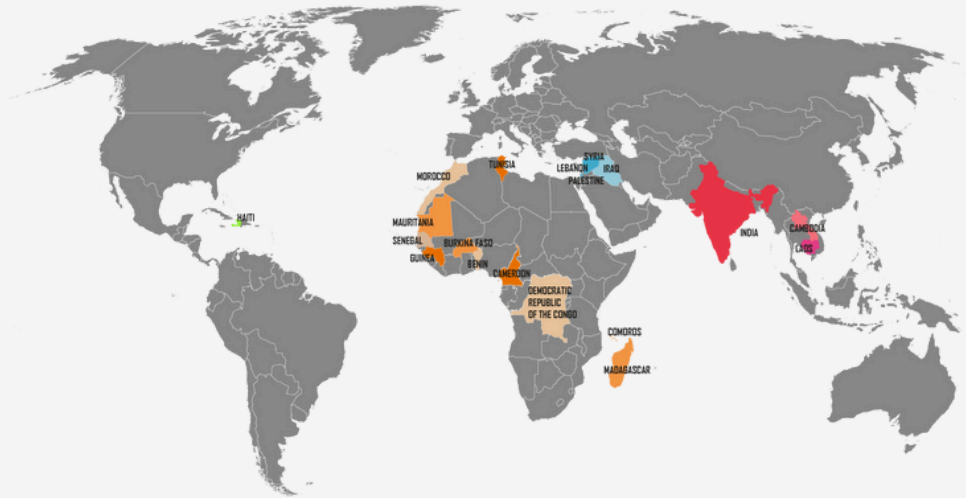 SYRIA
TUNISIA
LEBANON
IRAQ
MOROCCO
PALESTINE
HAITI
MAURITANIA
CAMBODIA
INDIA
SENEGAL
BURKINA FASO
LAOS
GUINEA
BENIN
CAMEROON
DEMOCRATIC
REPUBLIC
OF THE CONGO
COMOROS
MADAGASCAR